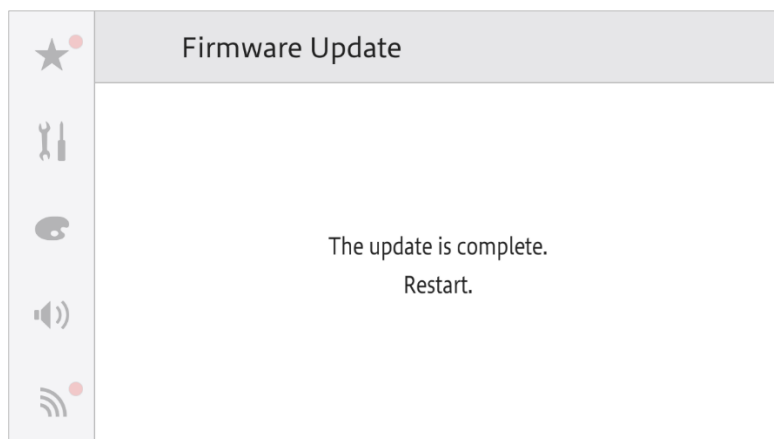 Firmware Update
The update is complete.
Restart.